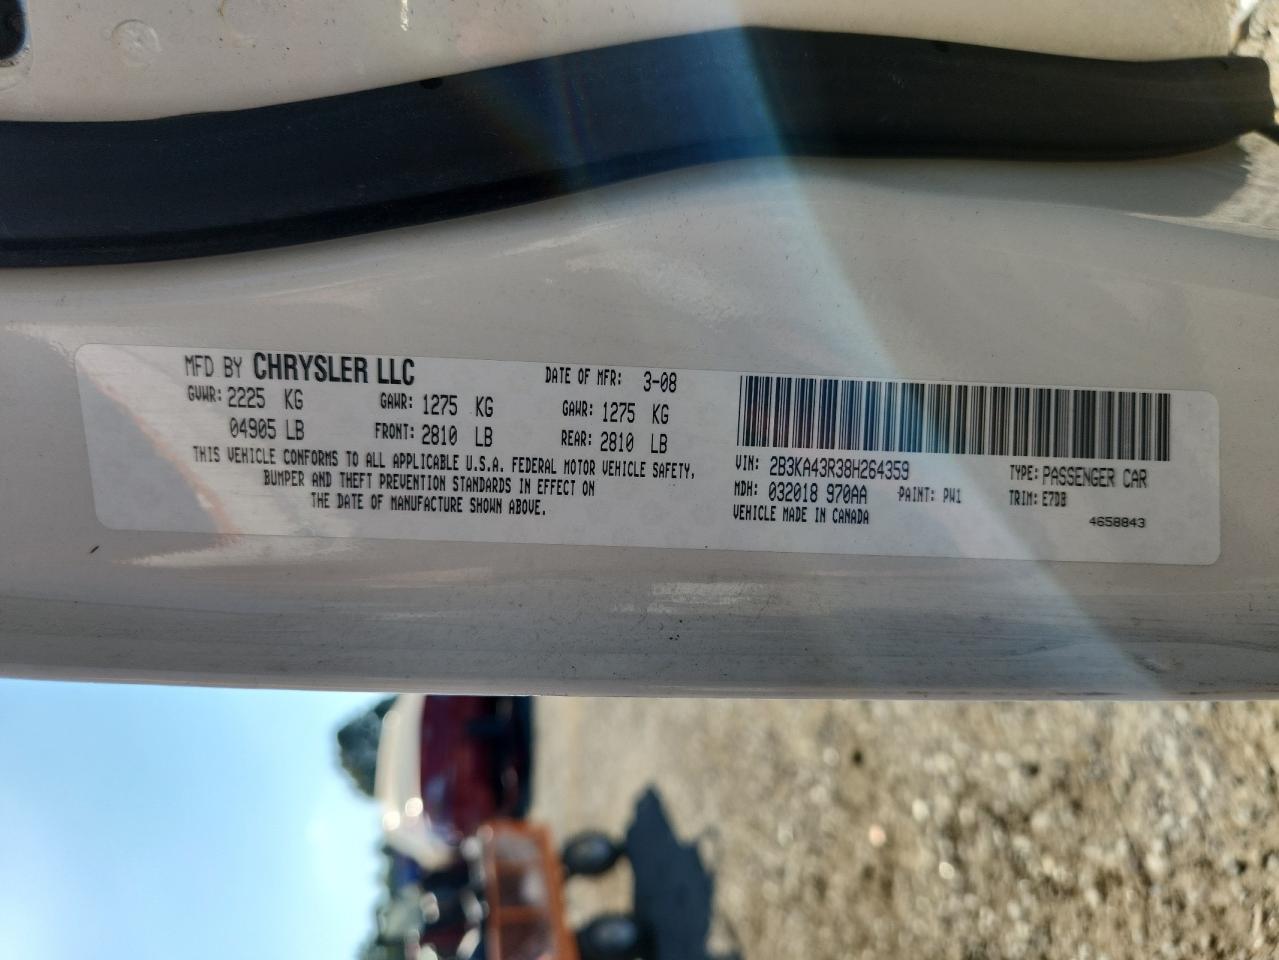 MFD BY CHRYSLER LLC
DATE OF MFR: 3-08
GVWR: 2225 KG
04905 LB
GAWR: 1275 KG
FRONT: 2810 LB
GAWR: 1275 KG
REAR: 2810 LB
THIS VEHICLE CONFORMS TO ALL APPLICABLE U.S.A. FEDERAL MOTOR VEHICLE SAFETY,
BUMPER AND THEFT PREVENTION STANDARDS IN EFFECT ON
THE DATE OF MANUFACTURE SHOWN ABOVE.
VIN: 2B3KA43R38H264359
TYPE: PASSENGER CAR
MDH: 032018 970AA
PAINT: PW1
TRIM: E7DB
VEHICLE MADE IN CANADA
4658843